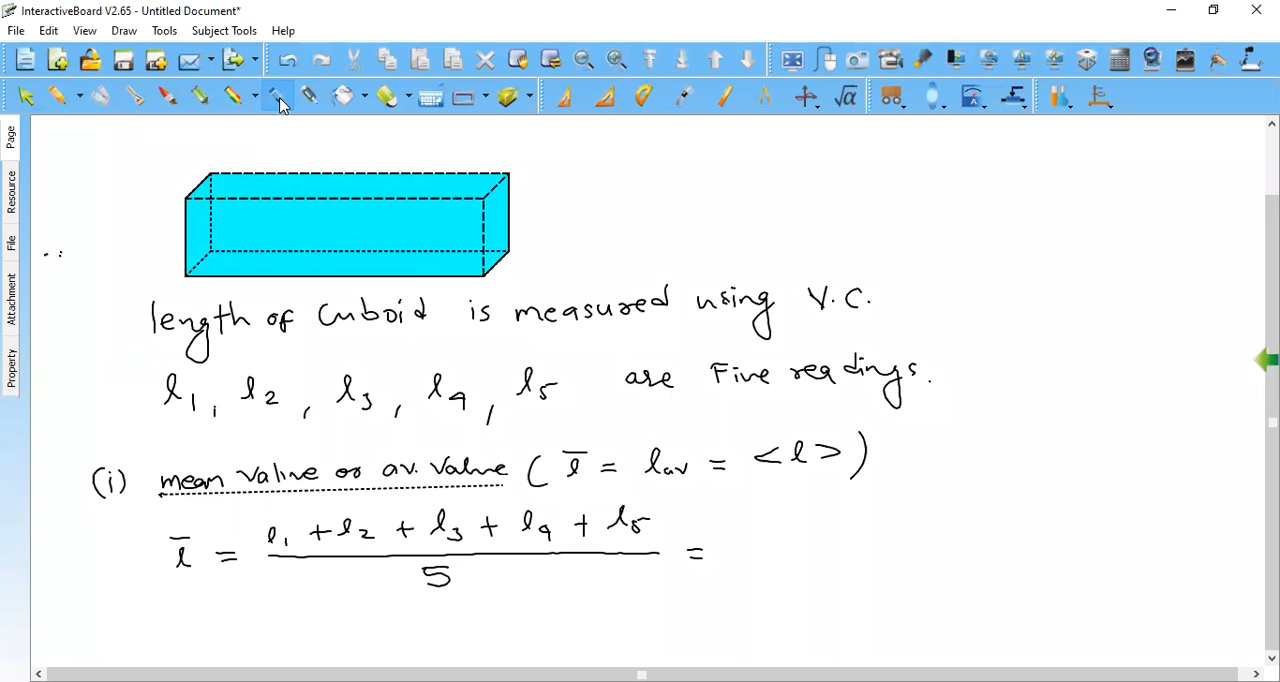 InteractiveBoard V2.65 - Untitled Document*
File Edit View Draw Tools Subject Tools Help
Page
Resource
File
Attachment
Property
length of cuboid is measured using V.C.
l1, l2, l3, l4, l5 are Five readings.
(i) mean value or av. value ( l̅ = lav = <l> )
l̅ = l1 + l2 + l3 + l4 + l5 =
5